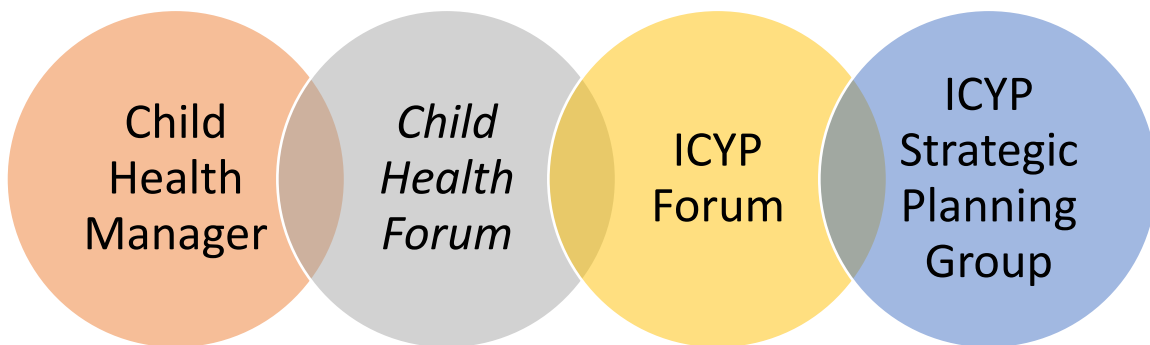 Child
Health
Manager
Child
Health
Forum
ICYP
Forum
ICYP
Strategic
Planning
Group